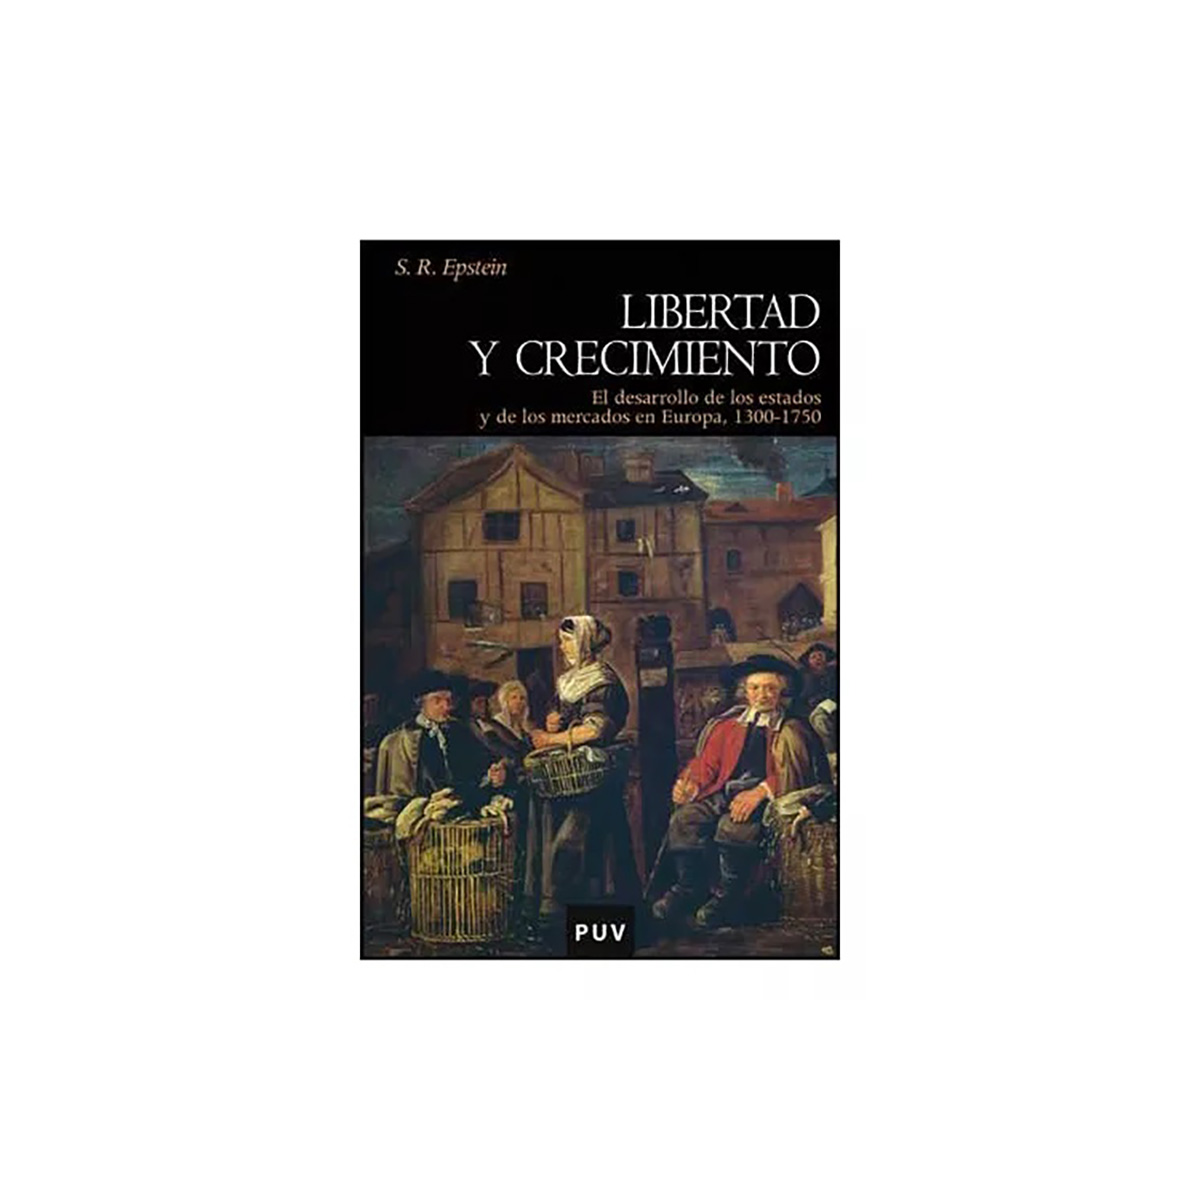 S. R. Epstein
LIBERTAD
Y CRECIMIENTO
El desarrollo de los estados
y de los mercados en Europa, 1300-1750
PUV